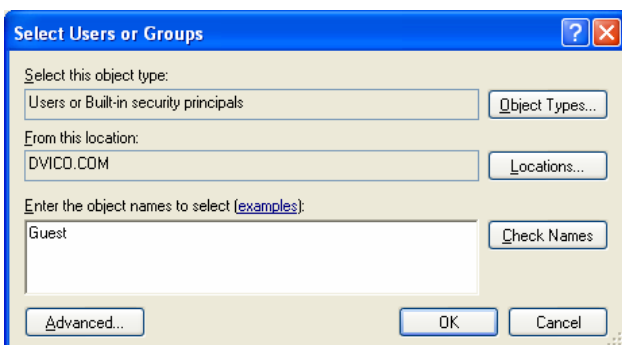 Select Users or Groups
Select this object type:
Users or Built-in security principals
Object Types...
From this location:
DVICO.COM
Locations...
Enter the object names to select (examples):
Guest
Check Names
Advanced...
OK
Cancel